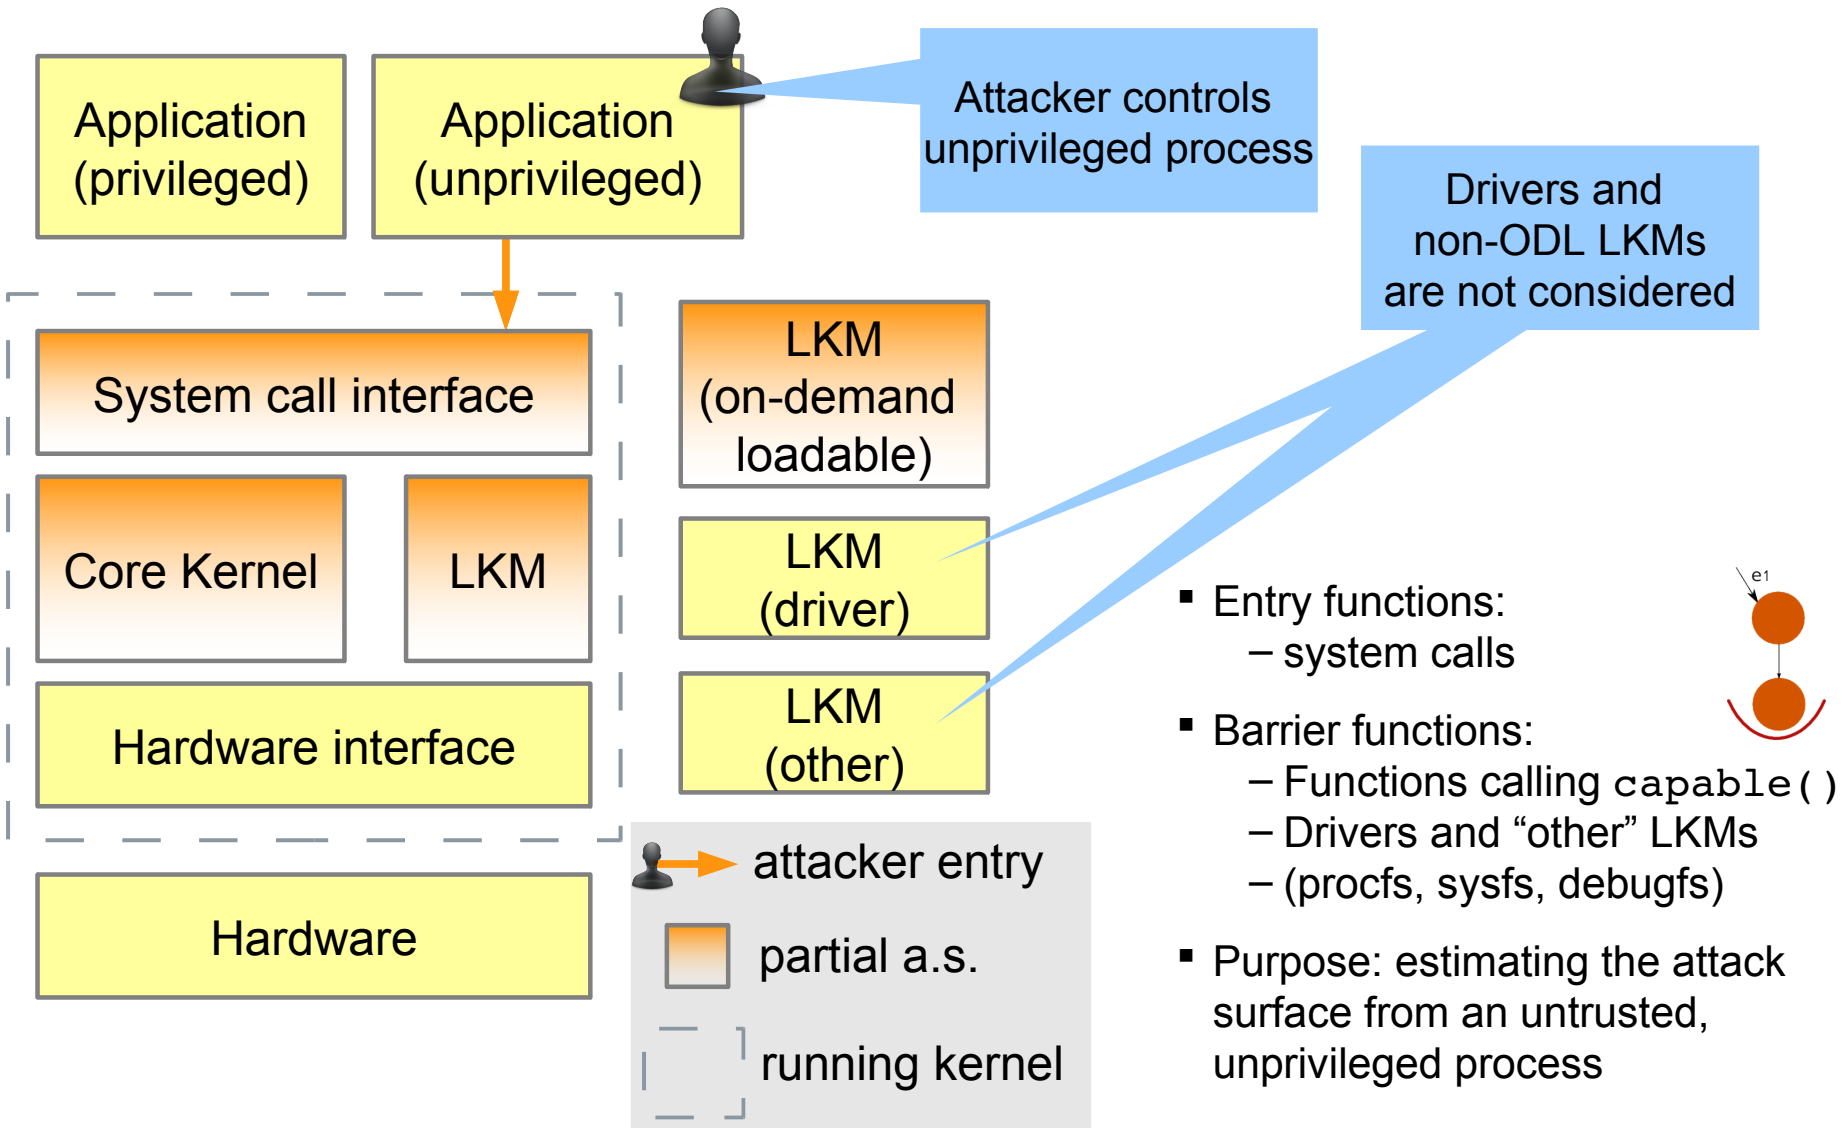 Application
(privileged)
Application
(unprivileged)
Attacker controls
unprivileged process
Drivers and
non-ODL LKMs
are not considered
System call interface
LKM
(on-demand
loadable)
Core Kernel
LKM
LKM
(driver)
Hardware interface
LKM
(other)
Hardware
attacker entry
partial a.s.
running kernel
▪ Entry functions:
– system calls
e1
▪ Barrier functions:
– Functions calling capable()
– Drivers and “other” LKMs
– (procfs, sysfs, debugfs)
▪ Purpose: estimating the attack
surface from an untrusted,
unprivileged process